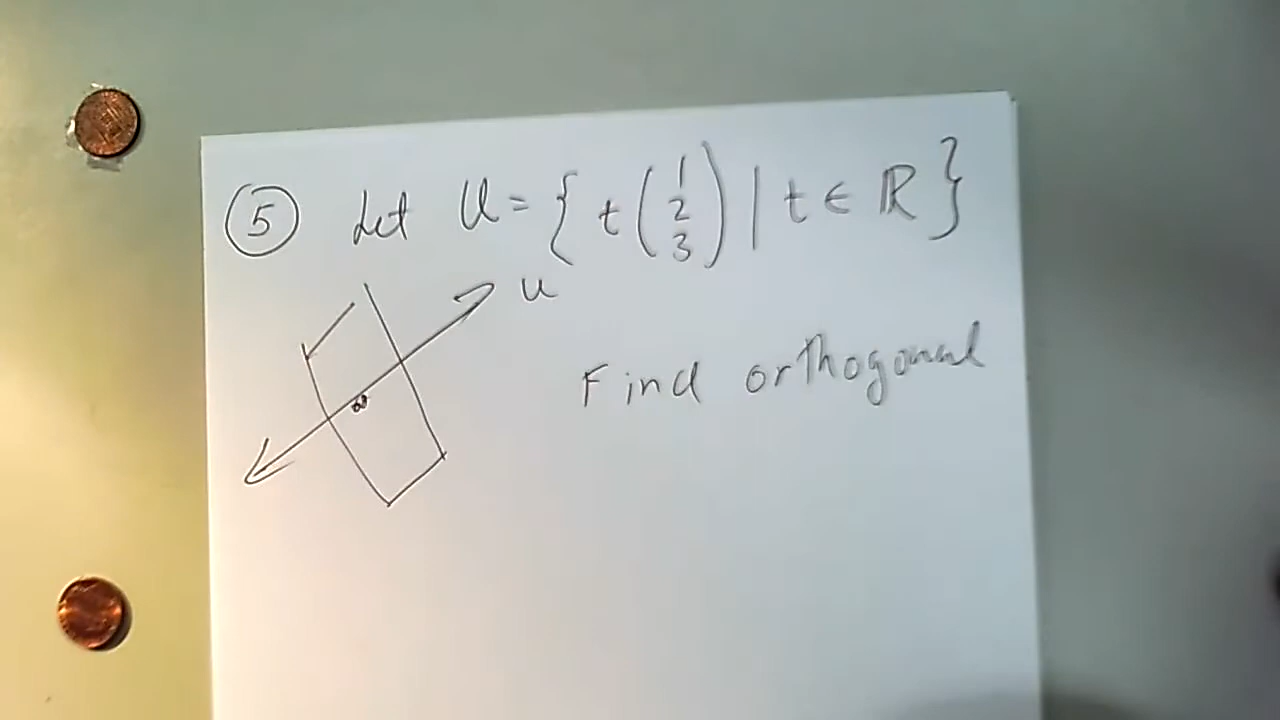 ⑤ Let U = { t (1 2 3) | t ∈ ℝ }
U
Find orthogonal